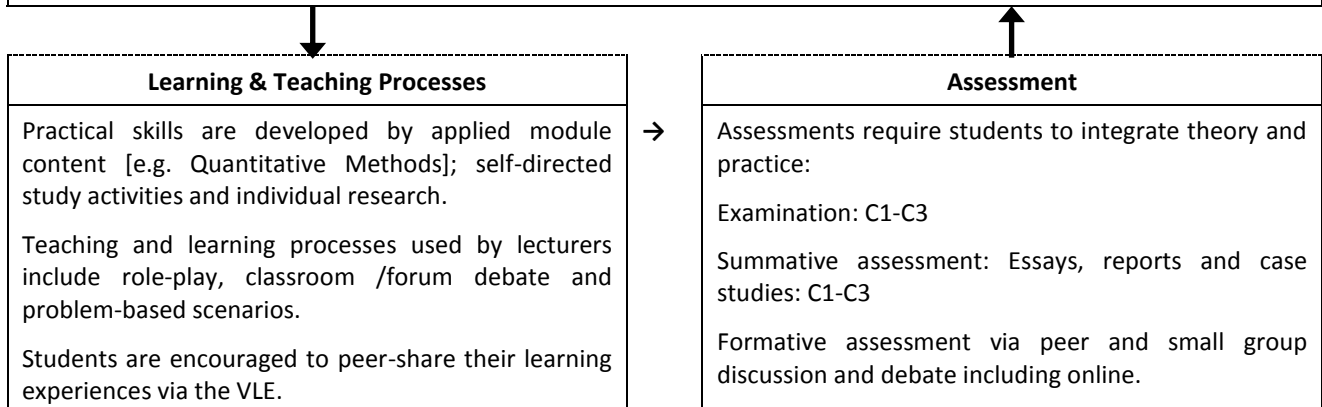 Learning & Teaching Processes
Practical skills are developed by applied module
content [e.g. Quantitative Methods]; self-directed
study activities and individual research.
Teaching and learning processes used by lecturers
include role-play, classroom /forum debate and
problem-based scenarios.
Students are encouraged to peer-share their learning
experiences via the VLE.
→
Assessment
Assessments require students to integrate theory and
practice:
Examination: C1-C3
Summative assessment: Essays, reports and case
studies: C1-C3
Formative assessment via peer and small group
discussion and debate including online.